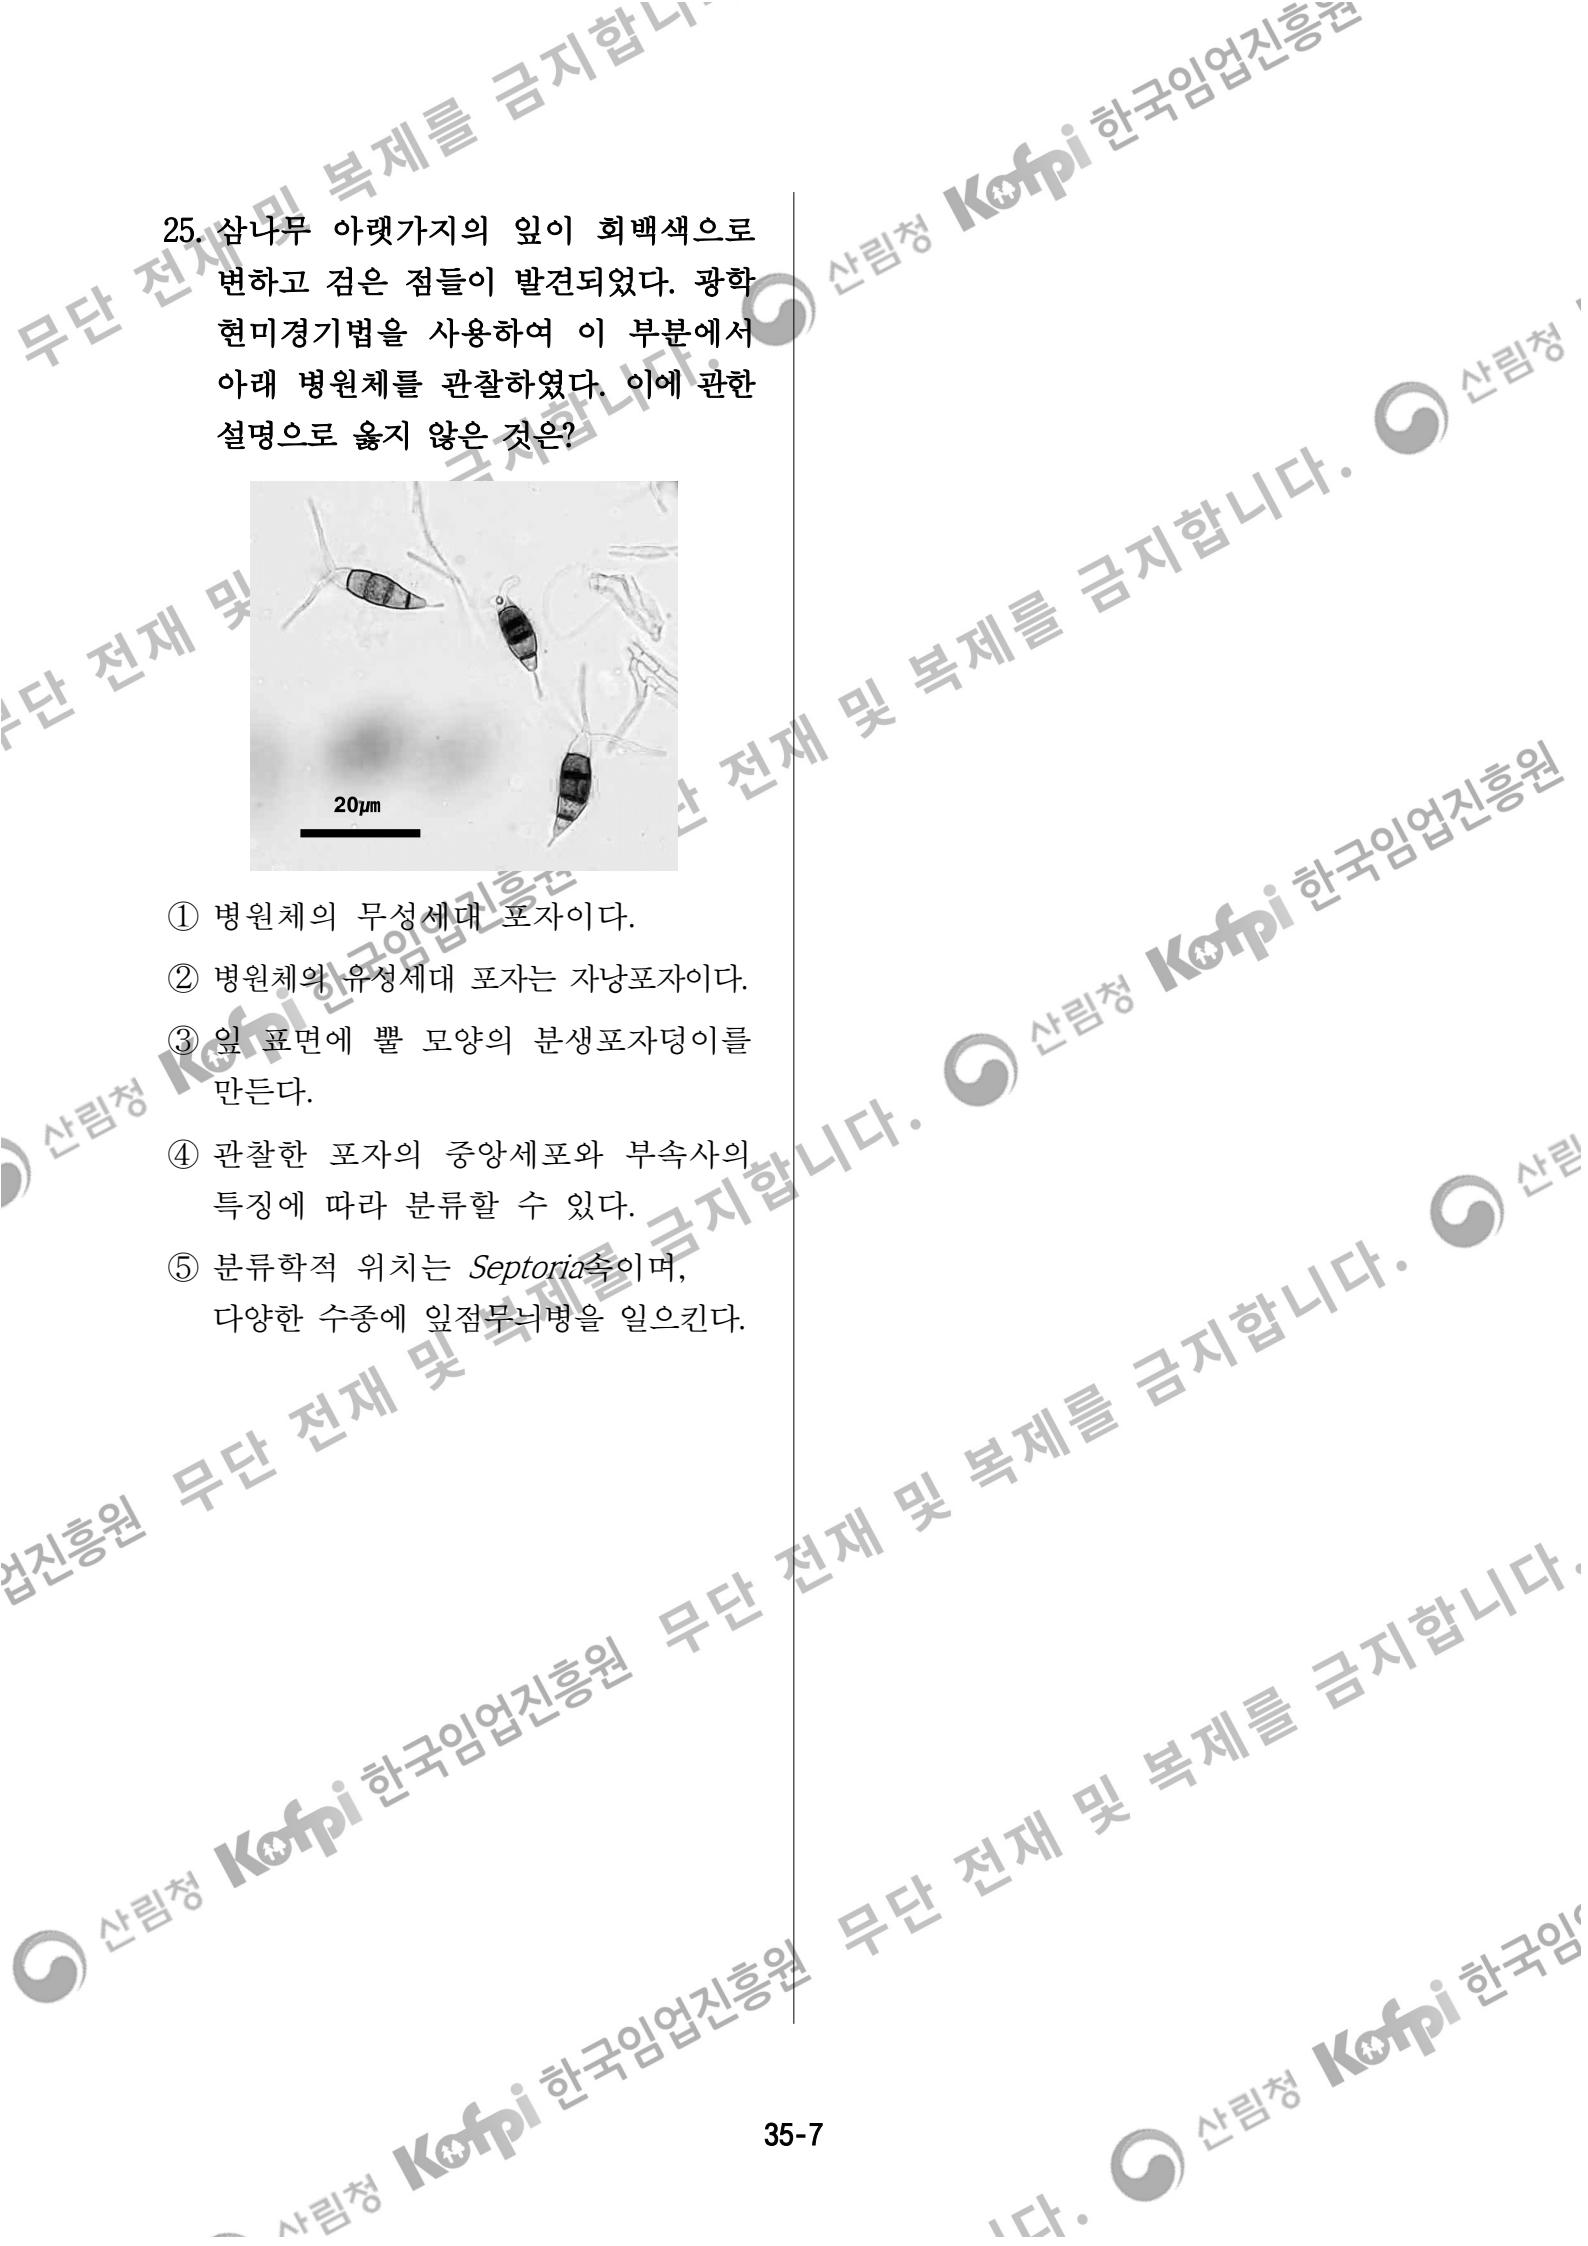 25. 삼나무 아랫가지의 잎이 회백색으로
변하고 검은 점들이 발견되었다. 광학
현미경기법을 사용하여 이 부분에서
아래 병원체를 관찰하였다. 이에 관한
설명으로 옳지 않은 것은?
20㎛
① 병원체의 무성세대 포자이다.
② 병원체의 유성세대 포자는 자낭포자이다.
③ 잎 표면에 뿔 모양의 분생포자덩이를
만든다.
④ 관찰한 포자의 중앙세포와 부속사의
특징에 따라 분류할 수 있다.
⑤ 분류학적 위치는 Septoria속이며,
다양한 수종에 잎점무늬병을 일으킨다.
35-7
산림청 Kofpi 한국임업진흥원 무단 전재 및 복제를 금지합니다.